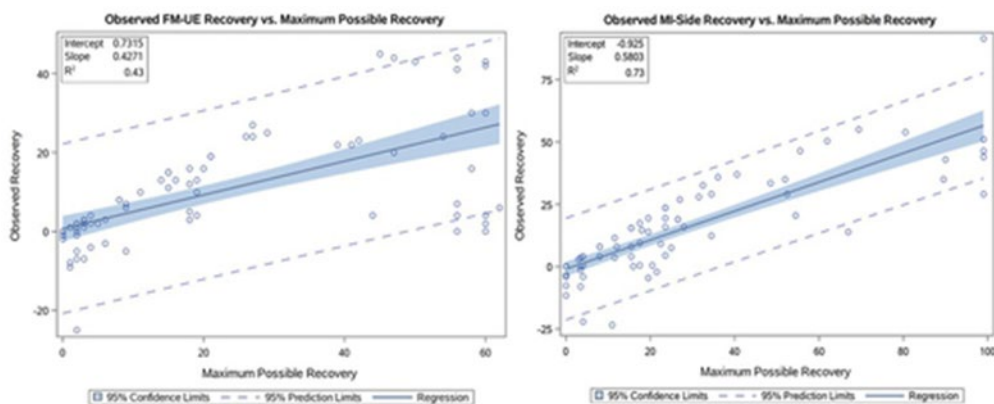 Observed FM-UE Recovery vs. Maximum Possible Recovery
Intercept 0.7315
Slope 0.4271
R² 0.43
Observed Recovery
40
20
0
-20
0 20 40 60
Maximum Possible Recovery
95% Confidence Limits 95% Prediction Limits Regression
Observed MI-Side Recovery vs. Maximum Possible Recovery
Intercept -0.925
Slope 0.5803
R² 0.73
Observed Recovery
75
50
25
0
-25
0 20 40 60 80 100
Maximum Possible Recovery
95% Confidence Limits 95% Prediction Limits Regression